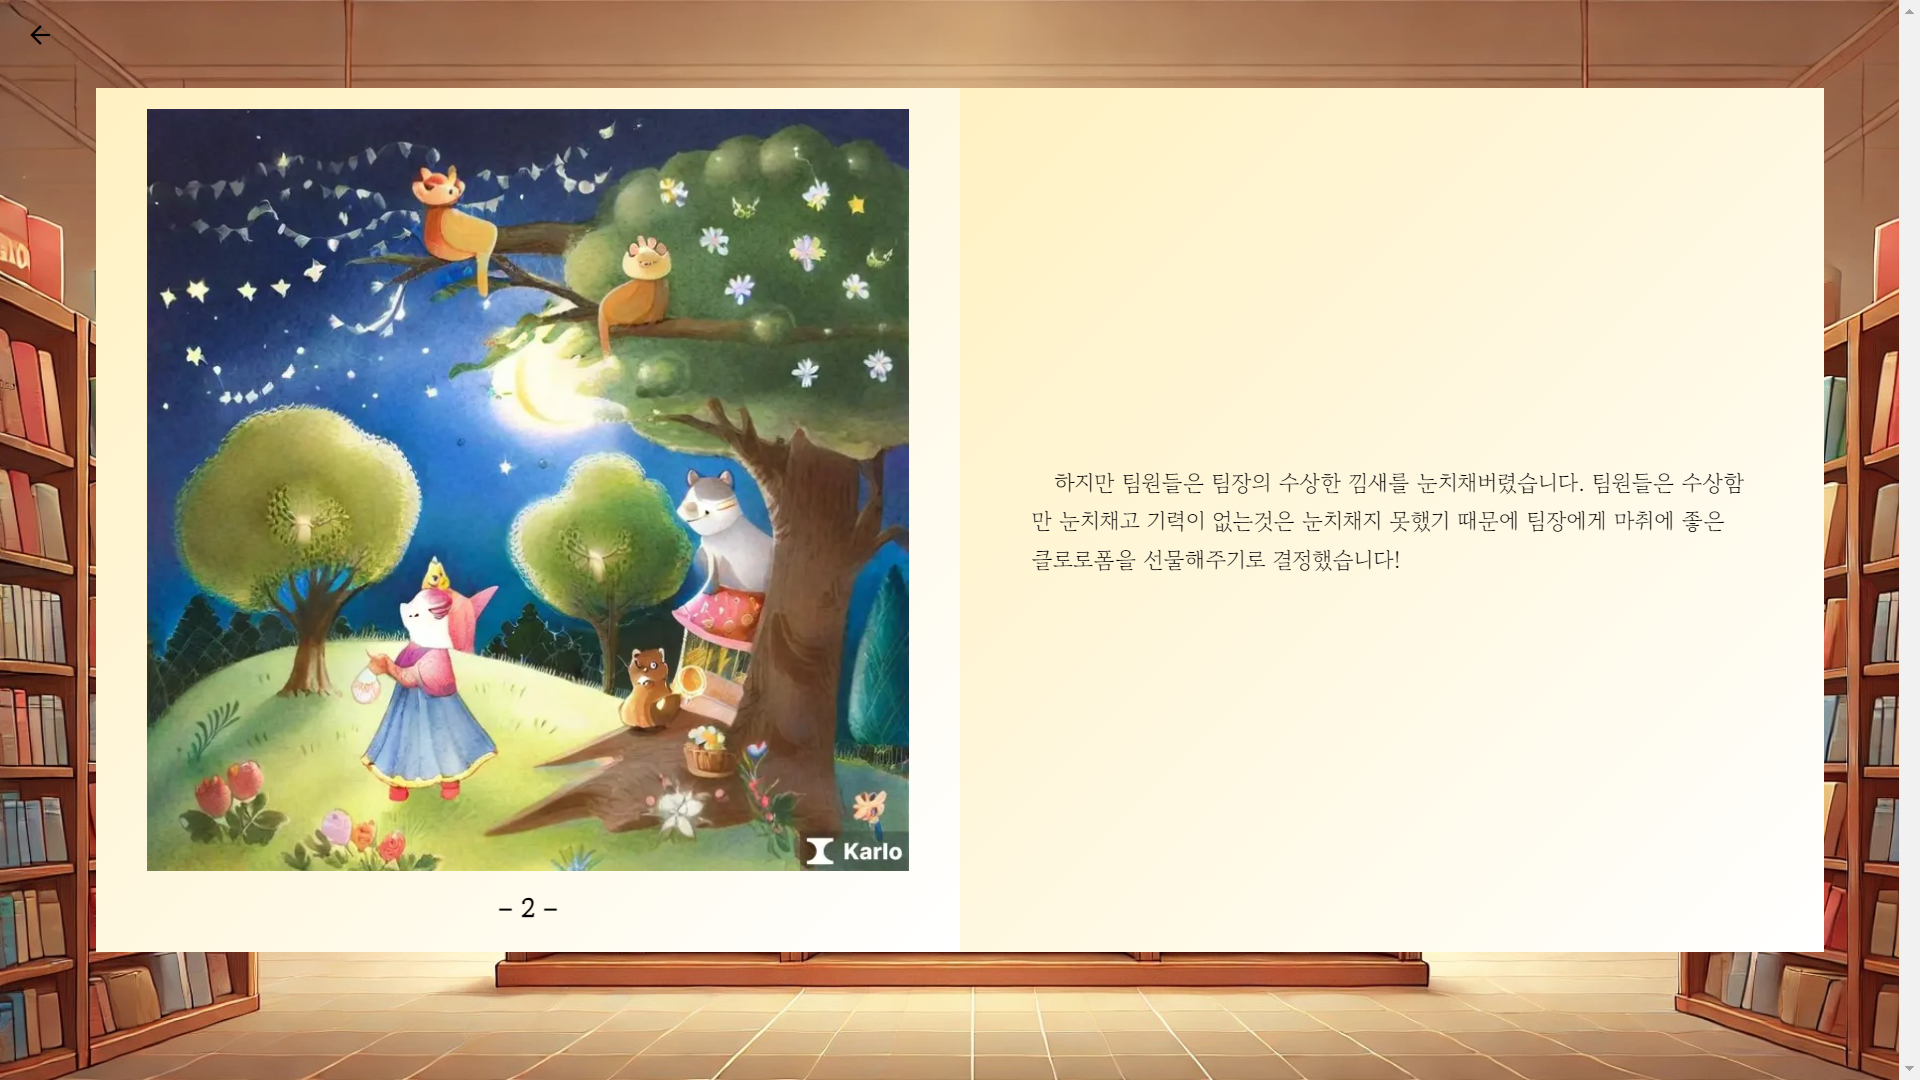 Karlo
– 2 –
하지만 팀원들은 팀장의 수상한 낌새를 눈치채버렸습니다. 팀원들은 수상함
만 눈치채고 기력이 없는것은 눈치채지 못했기 때문에 팀장에게 마취에 좋은
클로로폼을 선물해주기로 결정했습니다!